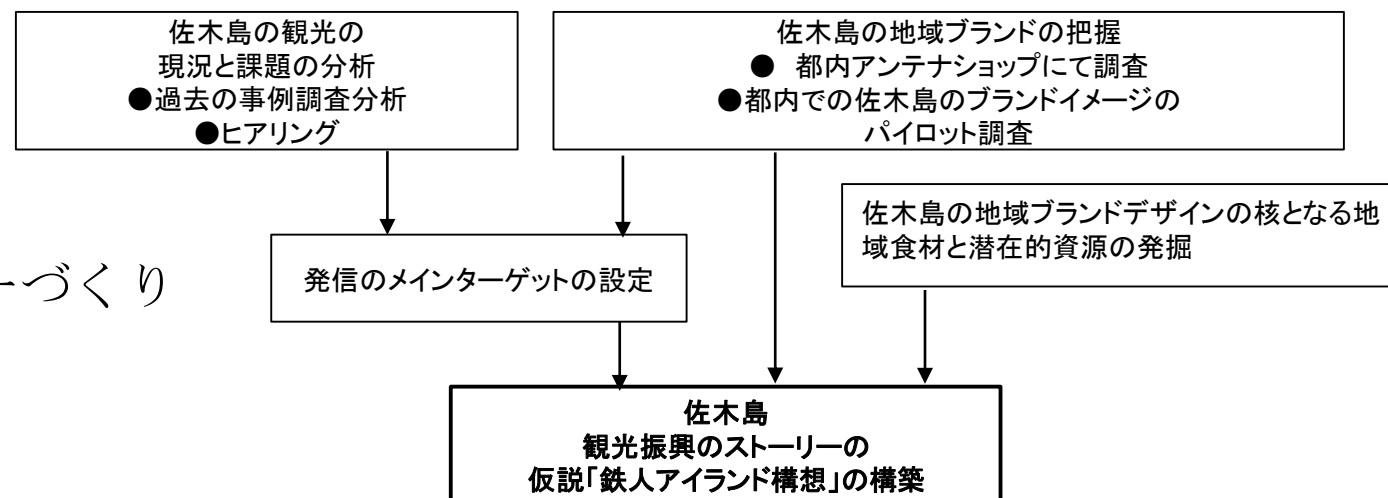 佐木島の観光の
現況と課題の分析
●過去の事例調査分析
●ヒアリング
佐木島の地域ブランドの把握
● 都内アンテナショップにて調査
●都内での佐木島のブランドイメージの
パイロット調査
佐木島の地域ブランドデザインの核となる地
域食材と潜在的資源の発掘
ーづくり
発信のメインターゲットの設定
佐木島
観光振興のストーリーの
仮説「鉄人アイランド構想」の構築